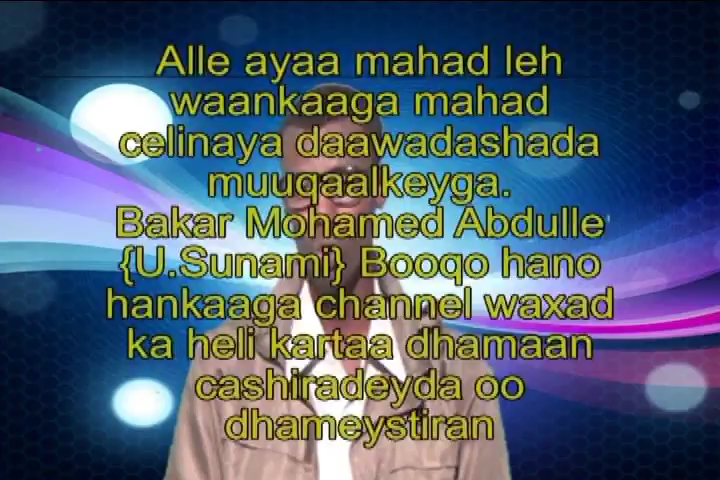 Alle ayaa mahad leh
waankaaga mahad
celinaya daawadashada
muuqaalkeyga.
Bakar Mohamed Abdulle
{U.Sunami} Booqo hano
hankaaga channel waxad
ka heli kartaa dhamaan
cashiradeyda oo
dhameystiran